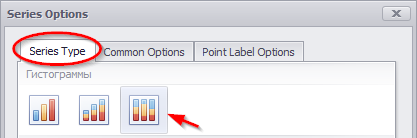 Series Options
Series Type Common Options Point Label Options
Гистограммы